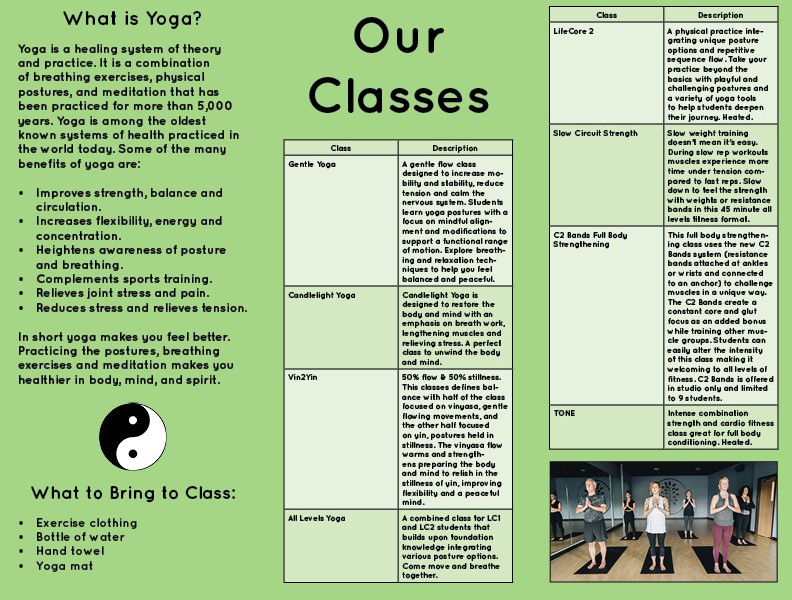 What is Yoga?
Yoga is a healing system of theory
and practice. It is a combination
of breathing exercises, physical
postures, and meditation that has
been practiced for more than 5,000
years. Yoga is among the oldest
known systems of health practiced in
the world today. Some of the many
benefits of yoga are:
• Improves strength, balance and
circulation.
• Increases flexibility, energy and
concentration.
• Heightens awareness of posture
and breathing.
• Complements sports training.
• Relieves joint stress and pain.
• Reduces stress and relieves tension.
In short yoga makes you feel better.
Practicing the postures, breathing
exercises and meditation makes you
healthier in body, mind, and spirit.
What to Bring to Class:
• Exercise clothing
• Bottle of water
• Hand towel
• Yoga mat
Our
Classes
Class Description
Gentle Yoga
A gentle flow class
designed to increase mo-
bility and stability, reduce
tension and calm the
nervous system. Students
learn yoga postures with a
focus on mindful align-
ment and modifications to
support a functional range
of motion. Explore breath-
ing and relaxation tech-
niques to help you feel
balanced and peaceful.
Candlelight Yoga
Candlelight Yoga is
designed to restore the
body and mind with an
emphasis on breath work,
lengthening muscles and
relieving stress. A perfect
class to unwind the body
and mind.
Vin2Yin
50% flow & 50% stillness.
This classes defines bal-
ance with half of the class
focused on vinyasa, gentle
flowing movements, and
the other half focused
on yin, postures held in
stillness. The vinyasa flow
warms and strength-
ens preparing the body
and mind to relish in the
stillness of yin, improving
flexibility and a peaceful
mind.
All Levels Yoga
A combined class for LC1
and LC2 students that
builds upon foundation
knowledge integrating
various posture options.
Come move and breathe
together.
Class Description
LifeCore 2
A physical practice inte-
grating unique posture
options and repetitive
sequence flow. Take your
practice beyond the
basics with playful and
challenging postures and
a variety of yoga tools
to help students deepen
their journey. Heated.
Slow Circuit Strength
Slow weight training
doesn't mean it's easy.
During slow rep workouts
muscles experience more
time under tension com-
pared to fast reps. Slow
down to feel the strength
with weights or resistance
bands in this 45 minute all
levels fitness format.
C2 Bands Full Body
Strengthening
This full body strengthen-
ing class uses the new C2
Bands system (resistance
bands attached at ankles
or wrists and connected
to an anchor) to challenge
muscles in a unique way.
The C2 Bands create a
constant core and glut
focus as an added bonus
while training other mus-
cle groups. Students can
easily alter the intensity
of this class making it
welcoming to all levels of
fitness. C2 Bands is offered
in studio only and limited
to 9 students.
TONE
Intense combination
strength and cardio fitness
class great for full body
conditioning. Heated.